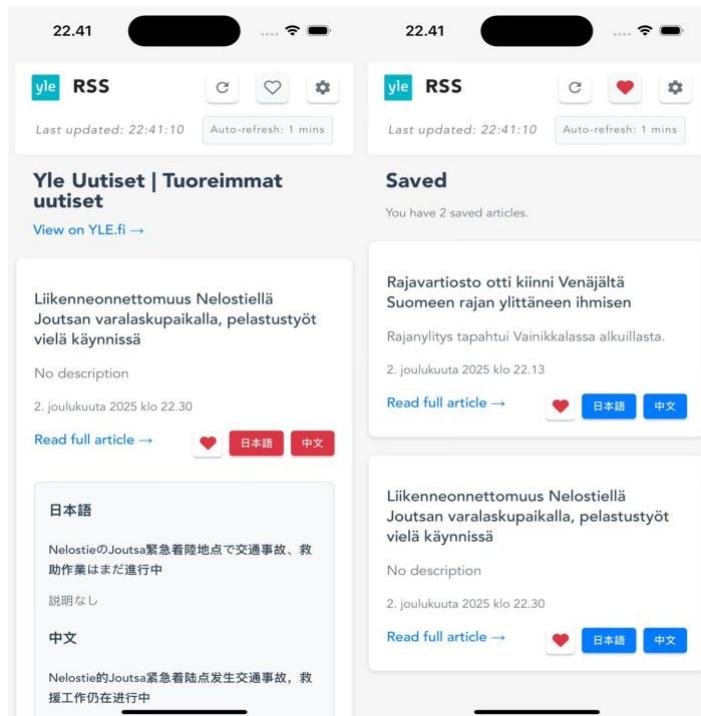 22.41
yle RSS
Last updated: 22:41:10
Auto-refresh: 1 mins
Yle Uutiset | Tuoreimmat
uutiset
View on YLE.fi →
Liikenneonnettomuus Nelostiellä
Joutsan varalaskupaikalla, pelastustyöt
vielä käynnissä
No description
2. joulukuuta 2025 klo 22.30
Read full article →
日本語
中文
日本語
NelostieのJoutsa緊急着陸地点で交通事故、救
助作業はまだ進行中
説明なし
中文
Nelostie的Joutsa紧急着陆点发生交通事故，救
援工作仍在进行中
22.41
yle RSS
Last updated: 22:41:10
Auto-refresh: 1 mins
Saved
You have 2 saved articles.
Rajavartiosto otti kiinni Venäjältä
Suomeen rajan ylittäneen ihmisen
Rajanylitys tapahtui Vainikkalassa alkuillasta.
2. joulukuuta 2025 klo 22.13
Read full article →
日本語
中文
Liikenneonnettomuus Nelostiellä
Joutsan varalaskupaikalla, pelastustyöt
vielä käynnissä
No description
2. joulukuuta 2025 klo 22.30
Read full article →
日本語
中文